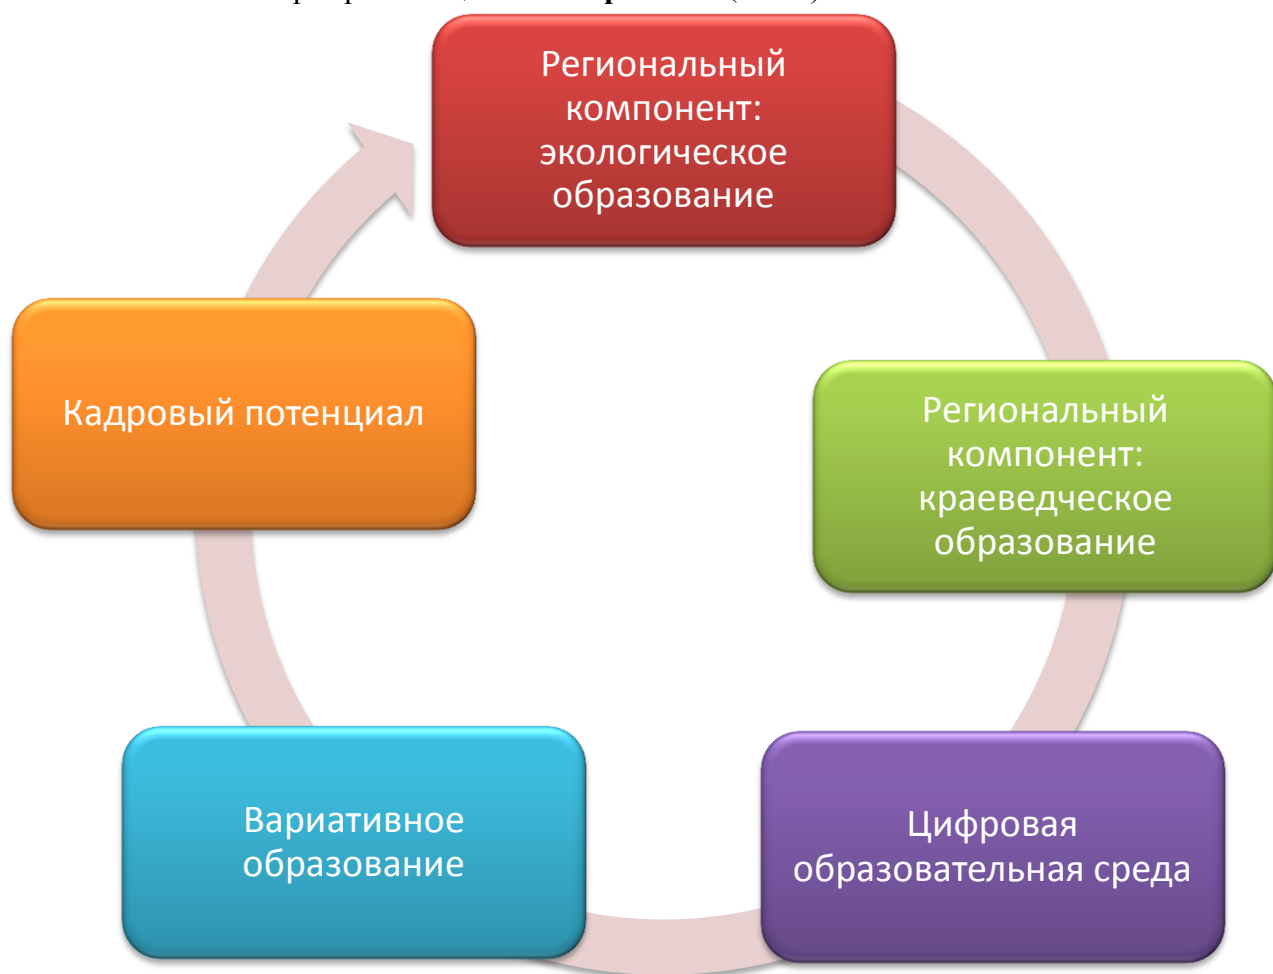 Региональный
компонент:
экологическое
образование
Региональный
компонент:
краеведческое
образование
Цифровая
образовательная среда
Вариативное
образование
Кадровый потенциал